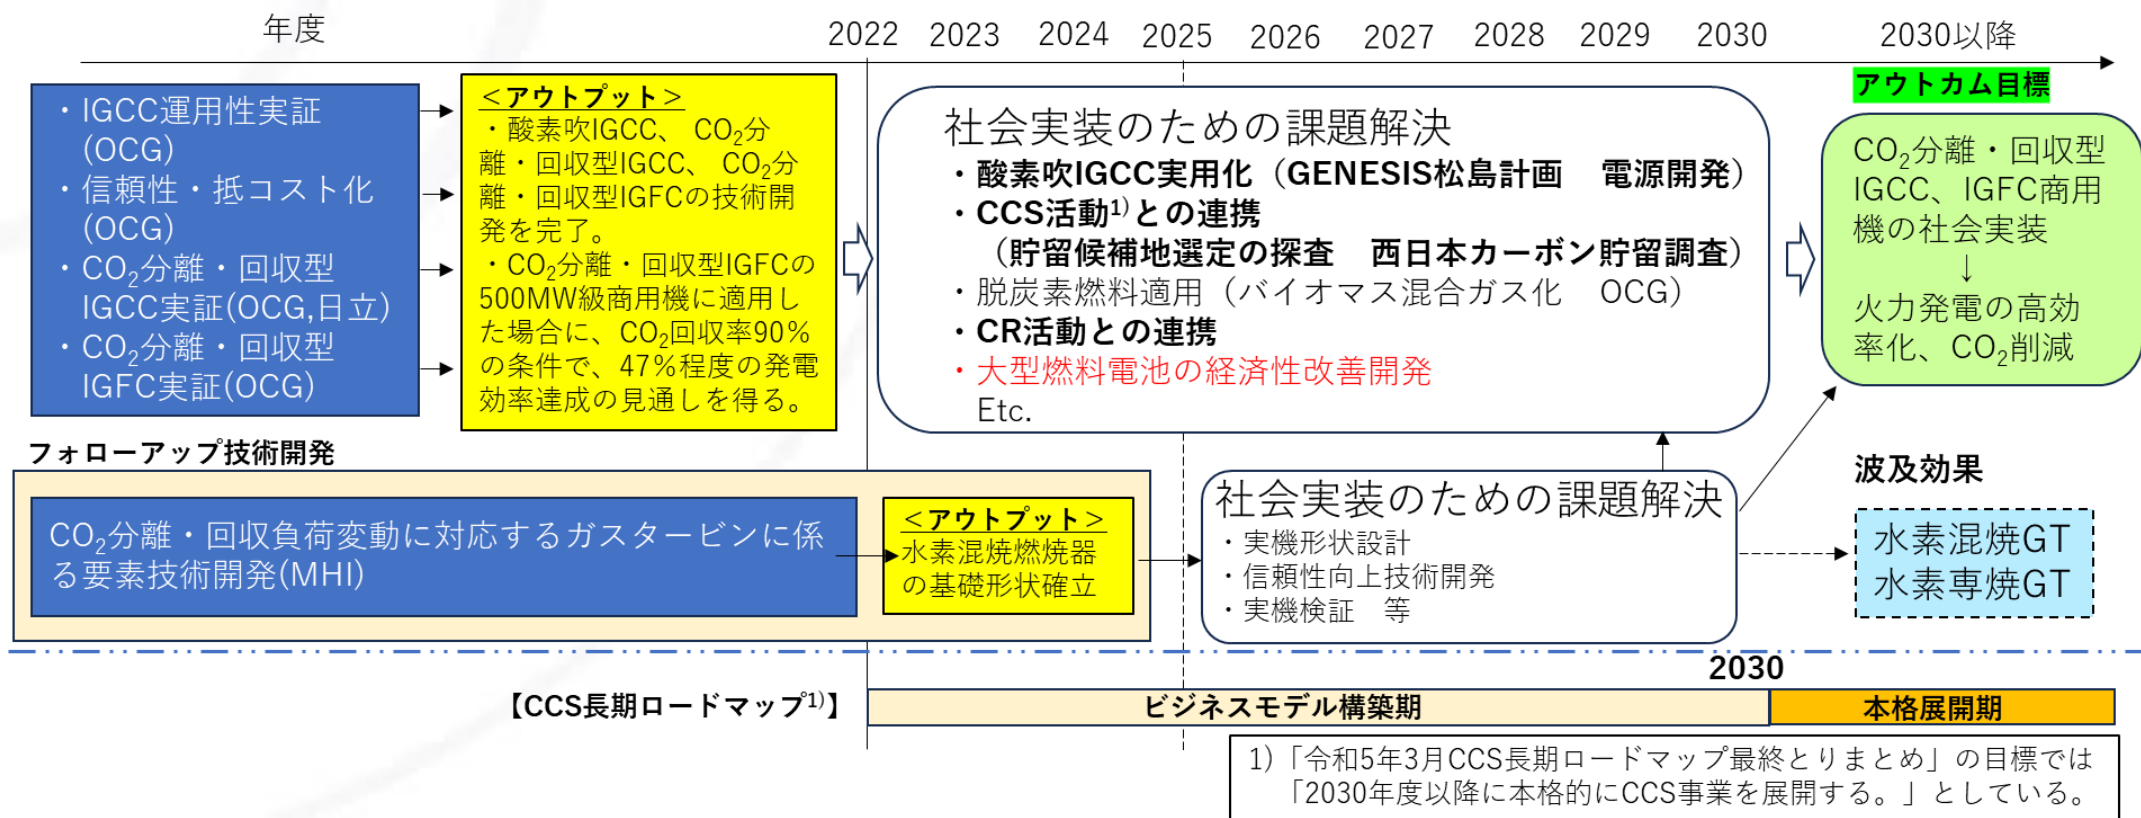 年度
2022 2023 2024 2025 2026 2027 2028 2029 2030 2030以降
・IGCC運用性実証
(OCG)
・信頼性・抵コスト化
(OCG)
・CO₂分離・回収型
IGCC実証(OCG,日立)
・CO₂分離・回収型
IGFC実証(OCG)
＜アウトプット＞
・酸素吹IGCC、 CO₂分
離・回収型IGCC、 CO₂分
離・回収型IGFCの技術開
発を完了。
・CO₂分離・回収型IGFCの
500MW級商用機に適用し
た場合に、CO₂回収率90%
の条件で、47%程度の発電
効率達成の見通しを得る。
社会実装のための課題解決
・酸素吹IGCC実用化（GENESIS松島計画　電源開発）
・CCS活動¹⁾との連携
（貯留候補地選定の探査　西日本カーボン貯留調査）
・脱炭素燃料適用（バイオマス混合ガス化　OCG）
・CR活動との連携
・大型燃料電池の経済性改善開発
Etc.
アウトカム目標
CO₂分離・回収型
IGCC、IGFC商用
機の社会実装
↓
火力発電の高効
率化、CO₂削減
フォローアップ技術開発
CO₂分離・回収負荷変動に対応するガスタービンに係
る要素技術開発(MHI)
＜アウトプット＞
水素混焼燃焼器
の基礎形状確立
社会実装のための課題解決
・実機形状設計
・信頼性向上技術開発
・実機検証　等
波及効果
水素混焼GT
水素専焼GT
2030
【CCS長期ロードマップ¹⁾】
ビジネスモデル構築期
本格展開期
1)「令和5年3月CCS長期ロードマップ最終とりまとめ」の目標では
「2030年度以降に本格的にCCS事業を展開する。」としている。